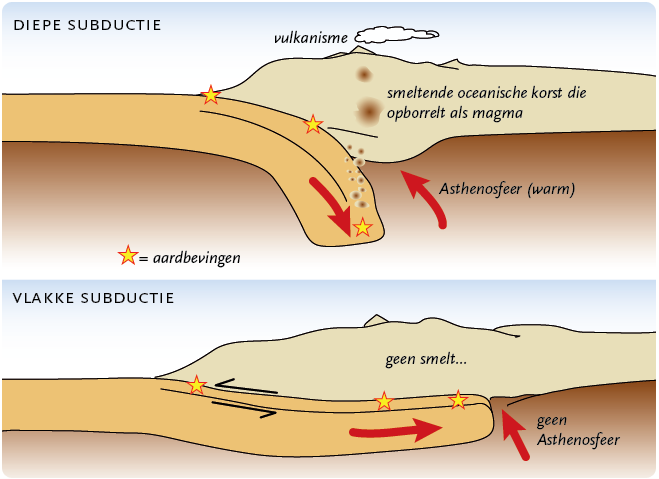 DIEPE SUBDUCTIE
vulkanisme
smeltende oceanische korst die
opborrelt als magma
Asthenosfeer (warm)
= aardbevingen
VLAKKE SUBDUCTIE
geen smelt...
geen
Asthenosfeer